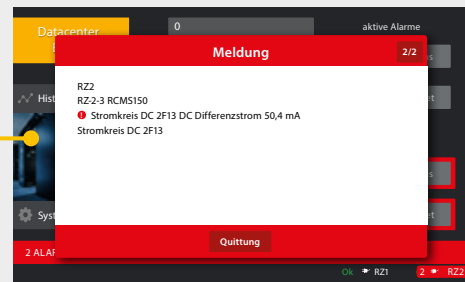 Datacenter
0
aktive Alarme
Meldung
2/2
Hist
RZ2
RZ-2-3 RCMS150
Stromkreis DC 2F13 DC Differenzstrom 50,4 mA
Stromkreis DC 2F13
Syst
Quittung
2 ALAR
Ok RZ1
2 RZ2